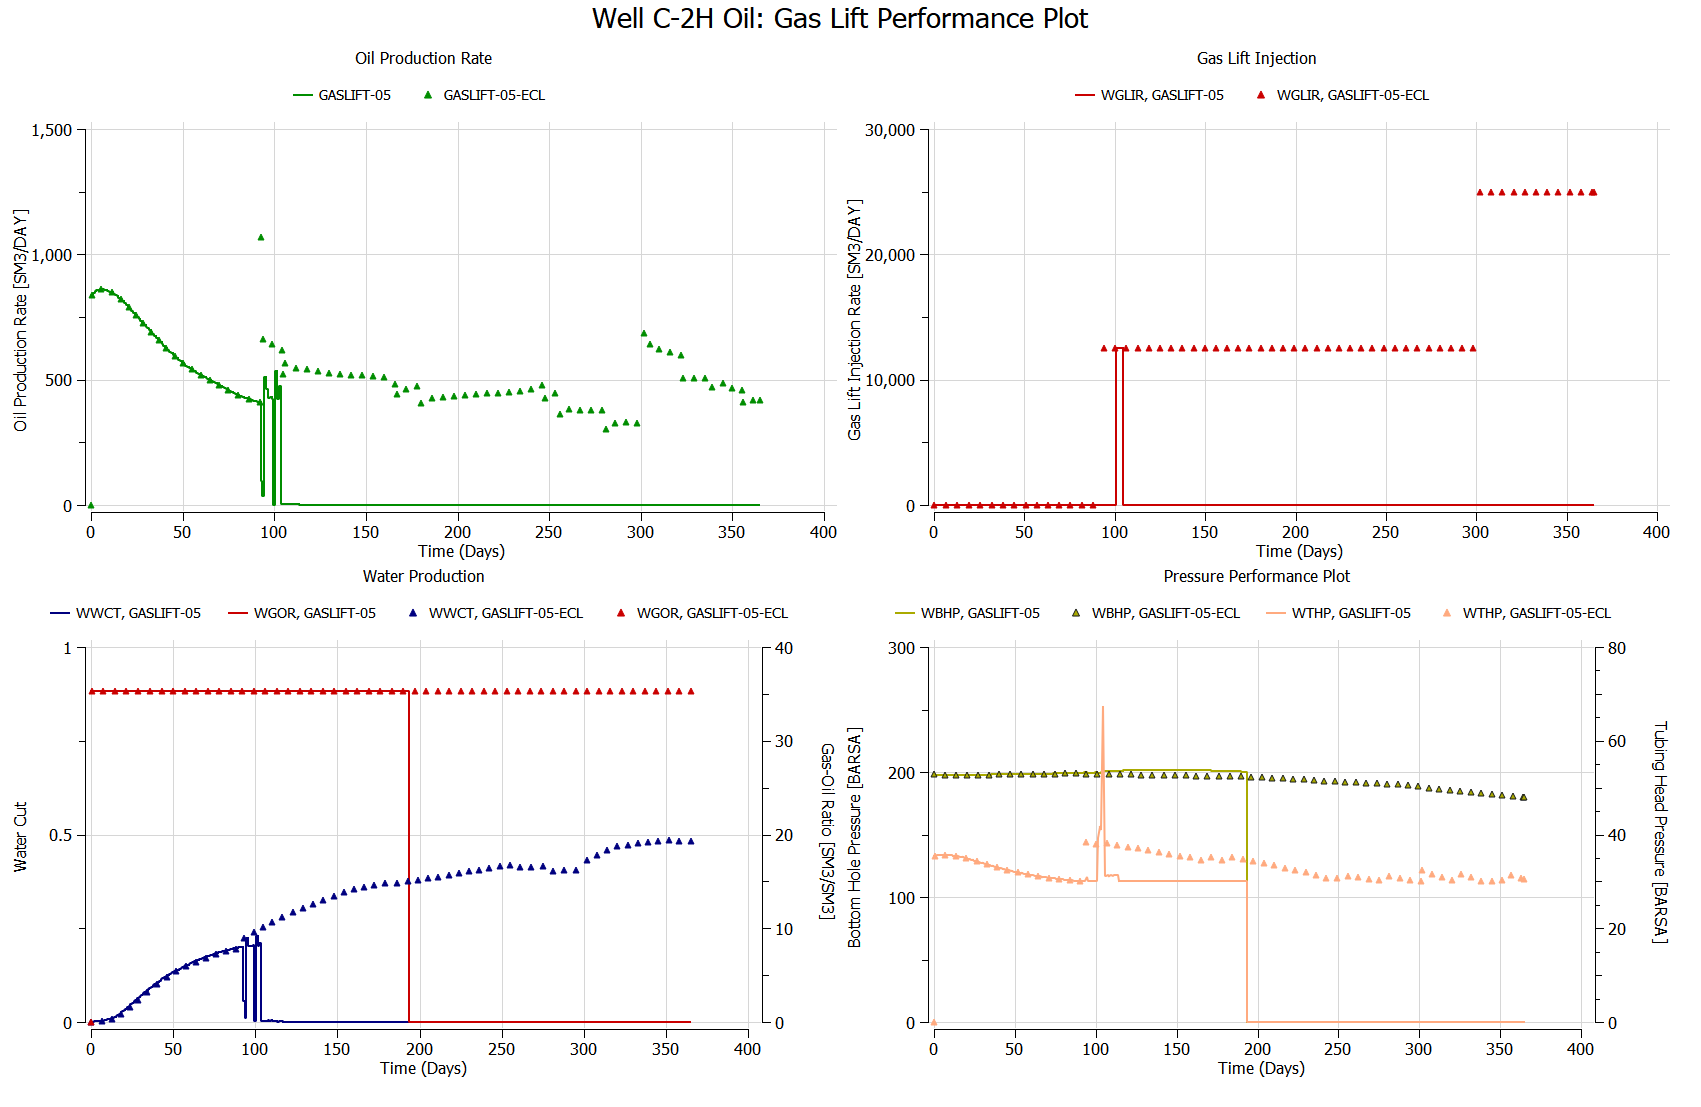 Well C-2H Oil: Gas Lift Performance Plot
Oil Production Rate
GASLIFT-05 GASLIFT-05-ECL
Oil Production Rate [SM3/DAY]
1,500
1,000
500
0
0 50 100 150 200 250 300 350 400
Time (Days)
Gas Lift Injection
WGLIR, GASLIFT-05 WGLIR, GASLIFT-05-ECL
Gas Lift Injection Rate [SM3/DAY]
30,000
20,000
10,000
0
0 50 100 150 200 250 300 350 400
Time (Days)
Water Production
WWCT, GASLIFT-05 WGOR, GASLIFT-05 WWCT, GASLIFT-05-ECL WGOR, GASLIFT-05-ECL
Water Cut
1
0.5
0
40
30
20
10
0
Gas-Oil Ratio [SM3/SM3]
0 50 100 150 200 250 300 350 400
Time (Days)
Pressure Performance Plot
WBHP, GASLIFT-05 WBHP, GASLIFT-05-ECL WTHP, GASLIFT-05 WTHP, GASLIFT-05-ECL
Bottom Hole Pressure [BARSA]
300
200
100
0
80
60
40
20
0
Tubing Head Pressure [BARSA]
0 50 100 150 200 250 300 350 400
Time (Days)